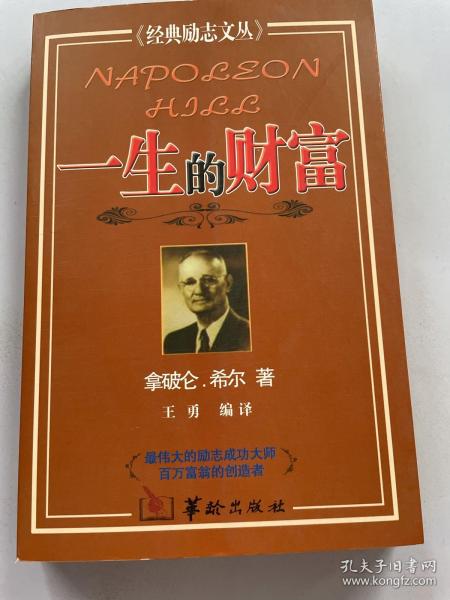 《经典励志文丛》
NAPOLEON
HILL
一生的财富
拿破仑.希尔 著
王勇 编译
最伟大的励志成功大师
百万富翁的创造者
华龄出版社
孔夫子旧书网
www.kongfz.com